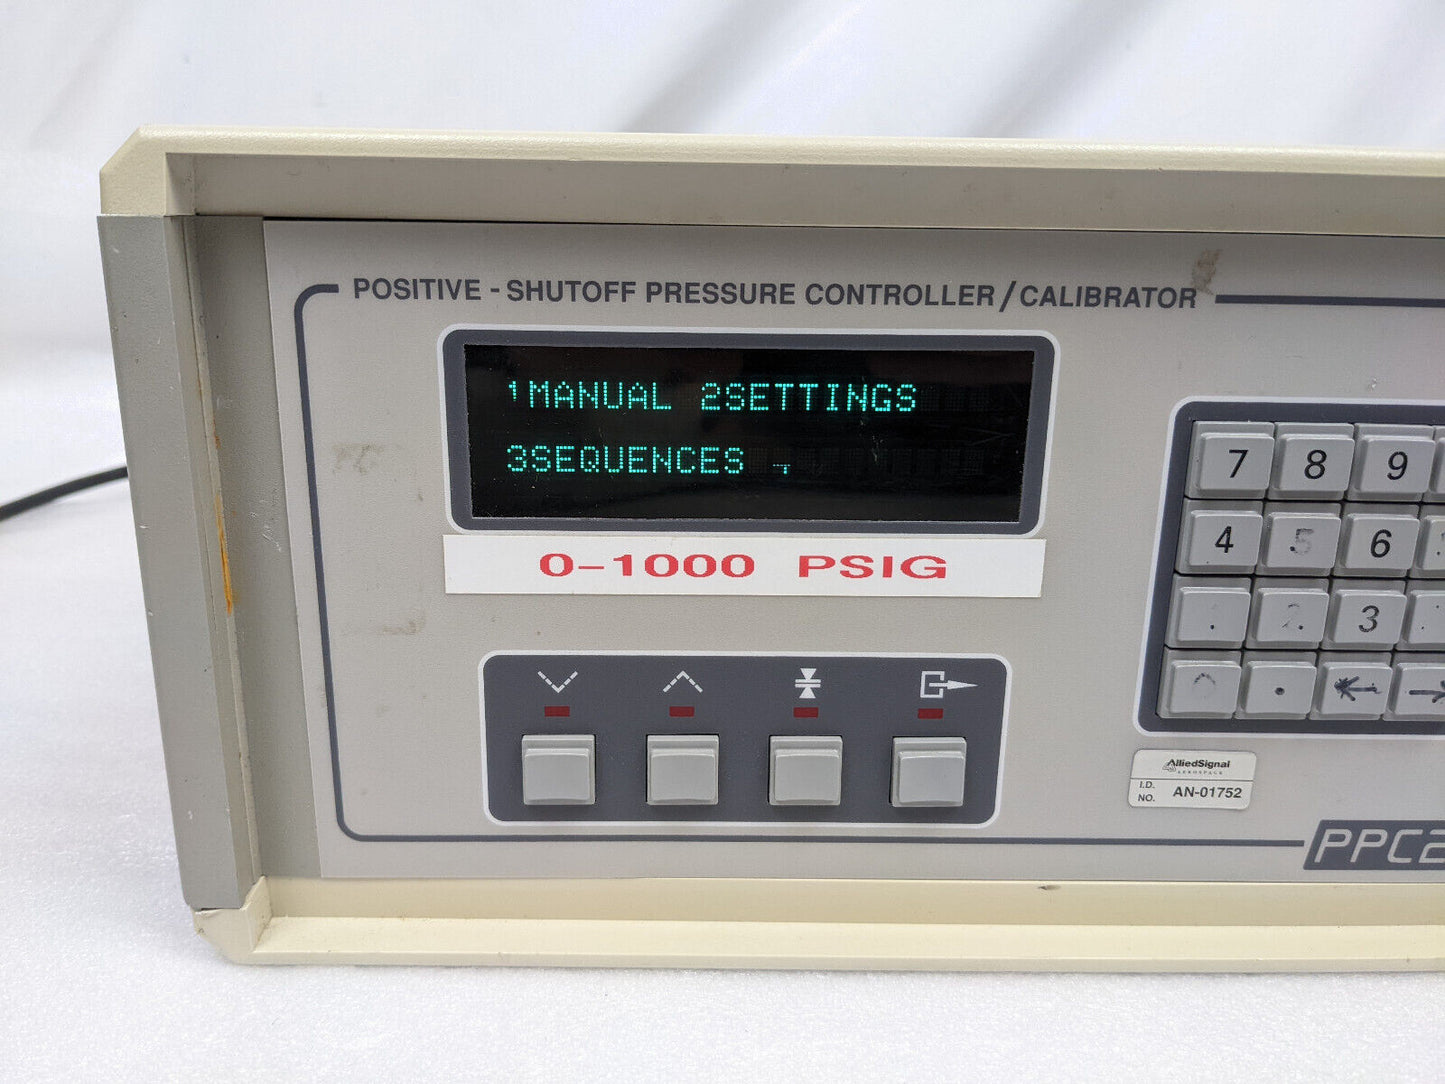 POSITIVE - SHUTOFF PRESSURE CONTROLLER/CALIBRATOR
1MANUAL 2SETTINGS
3SEQUENCES
0-1000 PSIG
7 8 9
4 5 6
. 2 3
.
AlliedSignal
AEROSPACE
I.D. NO. AN-01752
PPC2